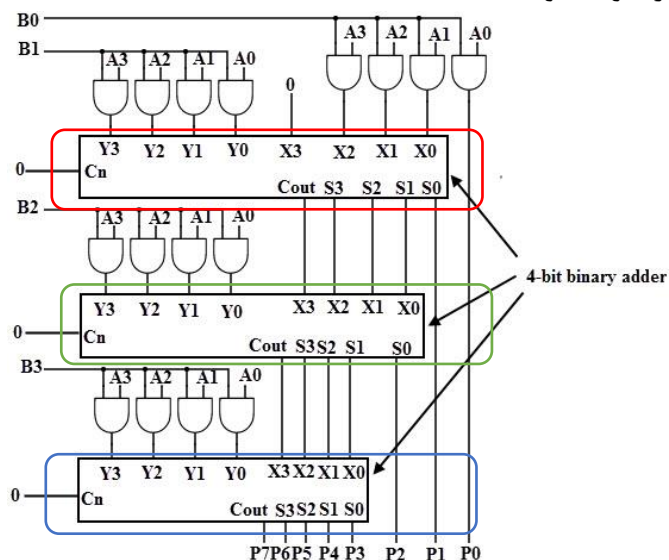 B0
A3 A2 A1 A0
B1
A3 A2 A1 A0
0
Y3 Y2 Y1 Y0 X3 X2 X1 X0
0 Cn
Cout S3 S2 S1 S0
B2
A3 A2 A1 A0
4-bit binary adder
Y3 Y2 Y1 Y0 X3 X2 X1 X0
0 Cn
Cout S3 S2 S1 S0
B3
A3 A2 A1 A0
Y3 Y2 Y1 Y0 X3 X2 X1 X0
0 Cn
Cout S3 S2 S1 S0
P7 P6 P5 P4 P3 P2 P1 P0